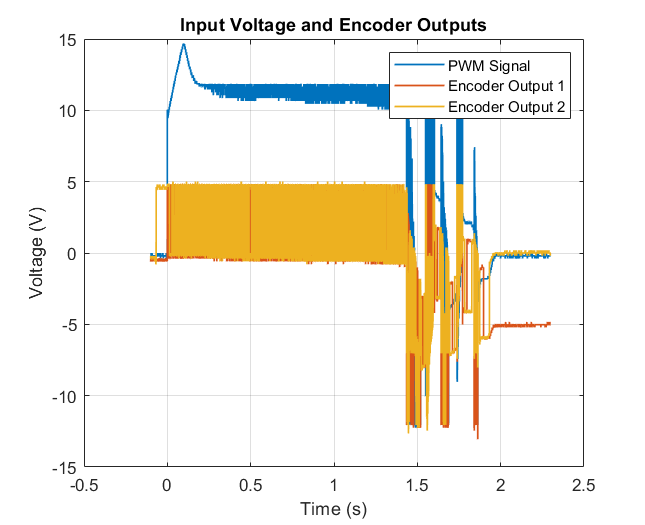 Input Voltage and Encoder Outputs
15
10
5
0
-5
-10
-15
Voltage (V)
PWM Signal
Encoder Output 1
Encoder Output 2
-0.5 0 0.5 1 1.5 2 2.5
Time (s)